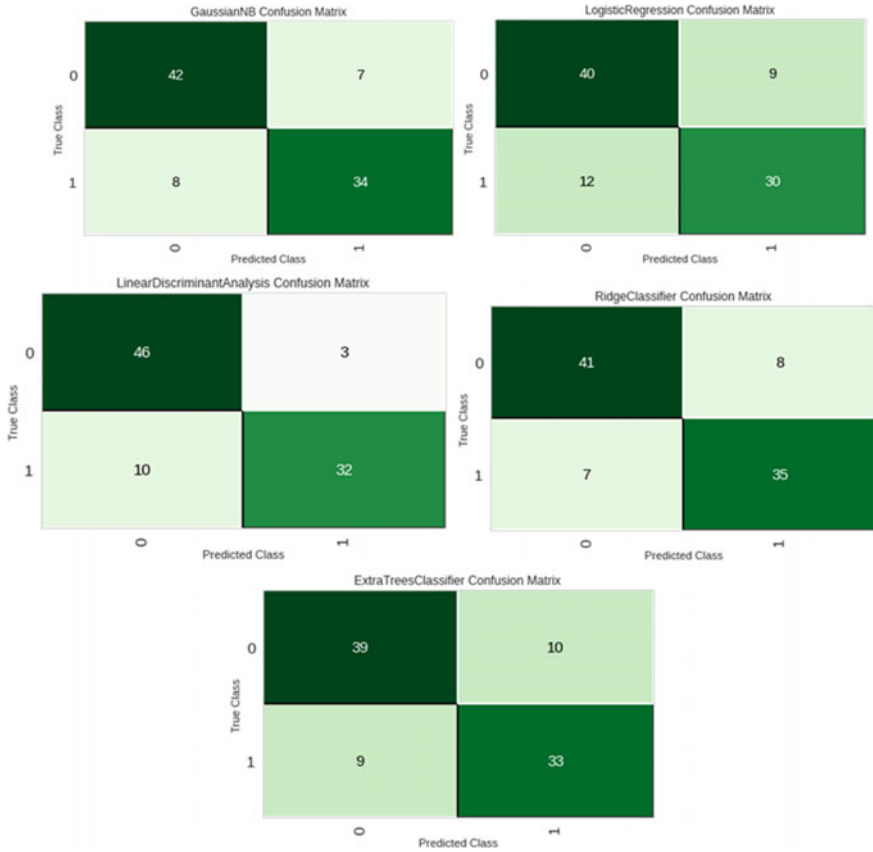 GaussianNB Confusion Matrix
True Class
0
42
7
1
8
34
0
1
Predicted Class
LogisticRegression Confusion Matrix
True Class
0
40
9
1
12
30
0
1
Predicted Class
LinearDiscriminantAnalysis Confusion Matrix
True Class
0
46
3
1
10
32
0
1
Predicted Class
RidgeClassifier Confusion Matrix
True Class
0
41
8
1
7
35
0
1
Predicted Class
ExtraTreesClassifier Confusion Matrix
True Class
0
39
10
1
9
33
0
1
Predicted Class